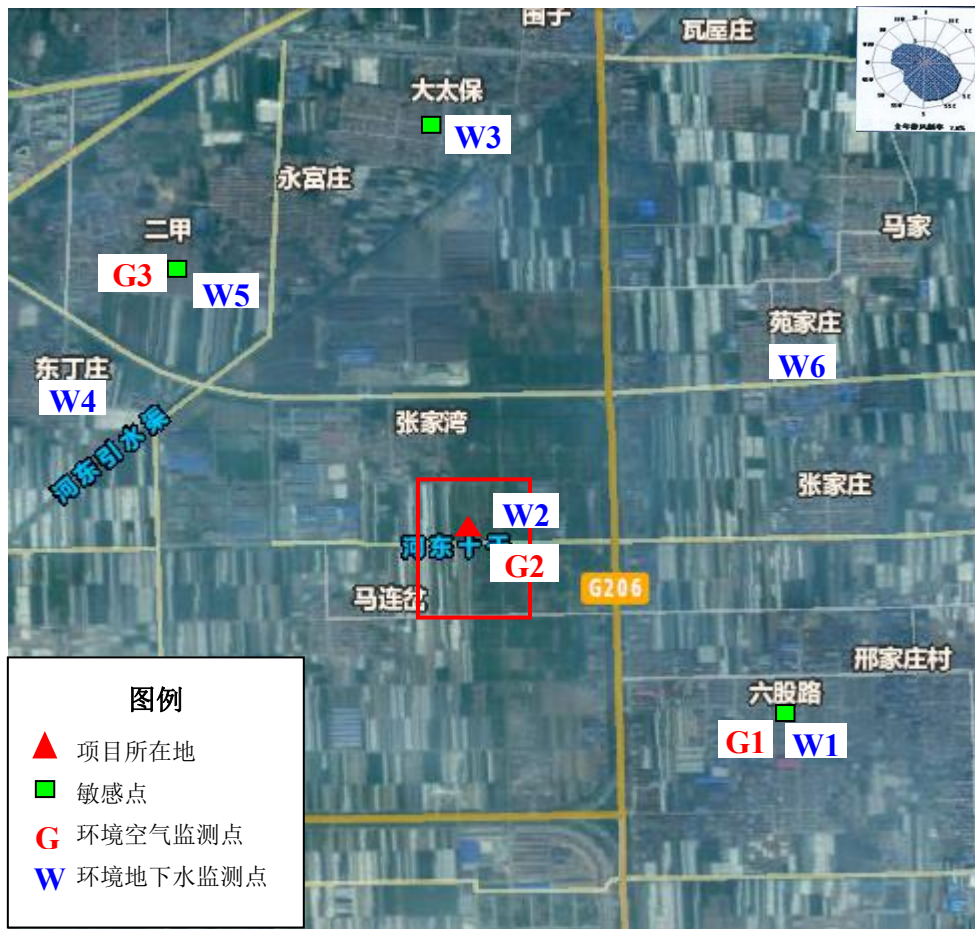 围子
瓦屋庄
大太保
W3
永富庄
马家
二甲
G3
W5
苑家庄
W6
东丁庄
W4
张家湾
河东引水渠
张家庄
W2
河东十干
G2
G206
马连岔
邢家庄村
六股路
G1
W1
图例
项目所在地
敏感点
G 环境空气监测点
W 环境地下水监测点